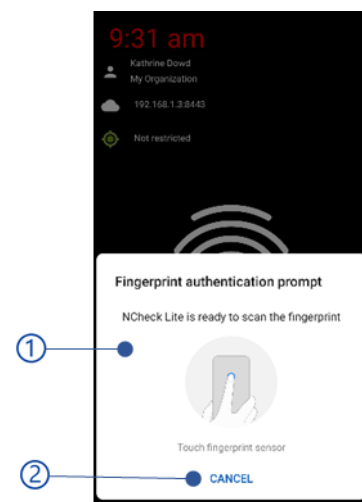 9:31 am
Kathrine Dowd
My Organization
192.168.1.3:8443
Not restricted
Fingerprint authentication prompt
NCheck Lite is ready to scan the fingerprint
1
Touch fingerprint sensor
2
CANCEL